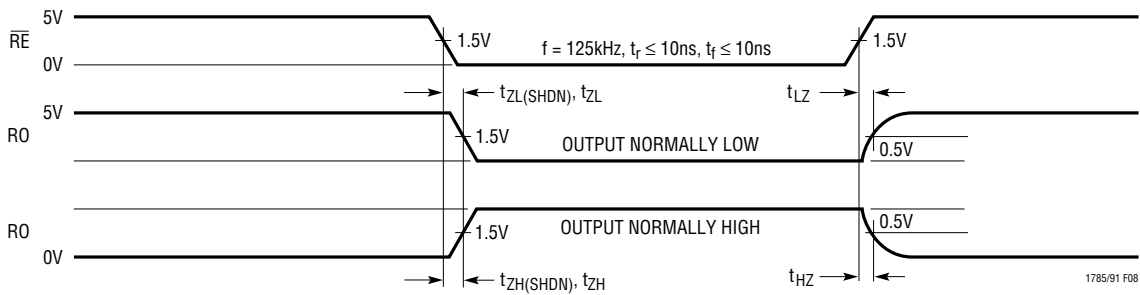 5V
R̅E̅
1.5V
f = 125kHz, tr ≤ 10ns, tf ≤ 10ns
1.5V
0V
tZL(SHDN), tZL
tLZ
5V
RO
1.5V
OUTPUT NORMALLY LOW
0.5V
RO
1.5V
OUTPUT NORMALLY HIGH
0.5V
0V
tZH(SHDN), tZH
tHZ
1785/91 F08